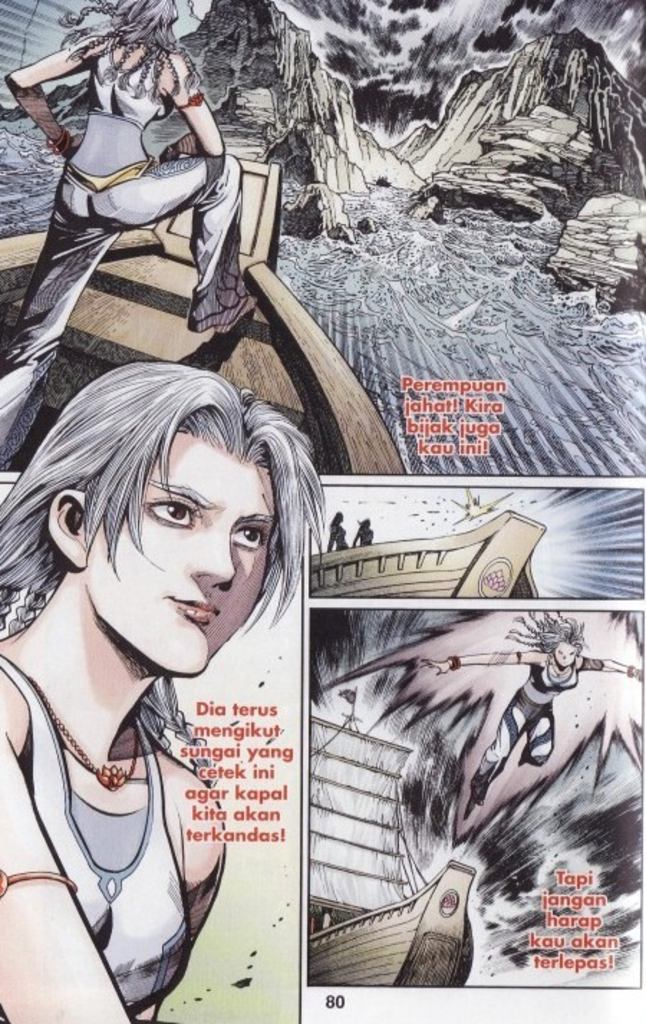 Perempuan
jahat! Kira
bijak juga
kau ini!
Dia terus
mengikut
sungai yang
cetek ini
agar kapal
kita akan
terkandas!
Tapi
jangan
harap
kau akan
terlepas!
80